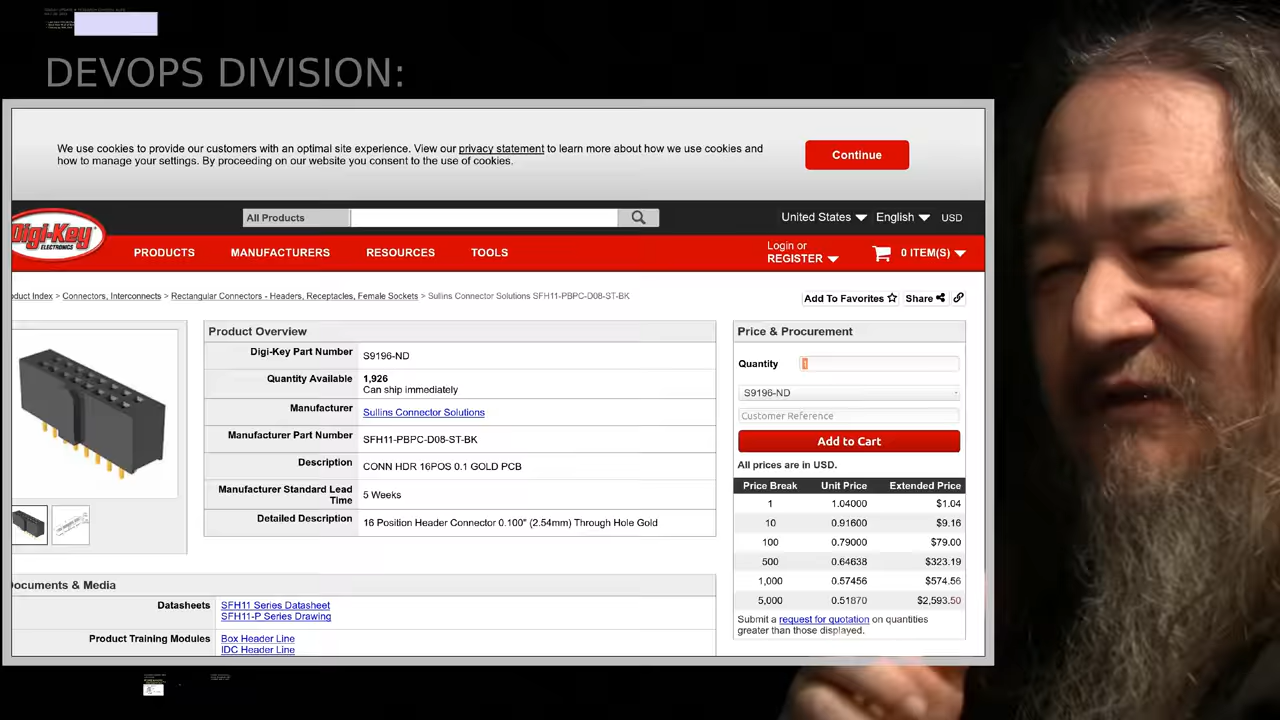 DEVOPS DIVISION:
We use cookies to provide our customers with an optimal site experience. View our privacy statement to learn more about how we use cookies and
how to manage your settings. By proceeding on our website you consent to the use of cookies.
Continue
All Products
United States English USD
Digi-Key
ELECTRONICS
PRODUCTS MANUFACTURERS RESOURCES TOOLS
Login or
REGISTER
0 ITEM(S)
duct Index > Connectors, Interconnects > Rectangular Connectors - Headers, Receptacles, Female Sockets > Sullins Connector Solutions SFH11-PBPC-D08-ST-BK
Add To Favorites Share
Product Overview
Digi-Key Part Number S9196-ND
Quantity Available 1,926
Can ship immediately
Manufacturer Sullins Connector Solutions
Manufacturer Part Number SFH11-PBPC-D08-ST-BK
Description CONN HDR 16POS 0.1 GOLD PCB
Manufacturer Standard Lead
Time 5 Weeks
Detailed Description 16 Position Header Connector 0.100" (2.54mm) Through Hole Gold
Price & Procurement
Quantity 1
S9196-ND
Customer Reference
Add to Cart
All prices are in USD.
Price Break Unit Price Extended Price
1 1.04000 $1.04
10 0.91600 $9.16
100 0.79000 $79.00
500 0.64638 $323.19
1,000 0.57456 $574.56
5,000 0.51870 $2,593.50
Submit a request for quotation on quantities
greater than those displayed.
ocuments & Media
Datasheets SFH11 Series Datasheet
SFH11-P Series Drawing
Product Training Modules Box Header Line
IDC Header Line